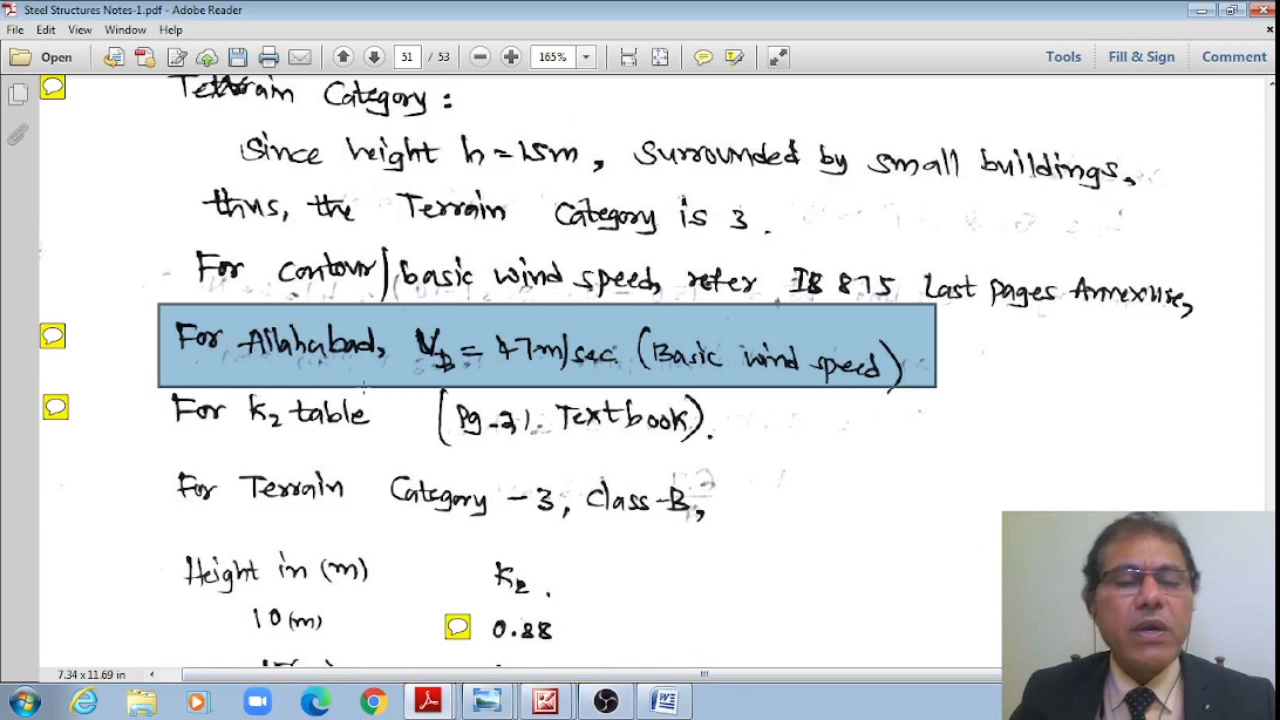 Steel Structures Notes-1.pdf - Adobe Reader
File Edit View Window Help
Open 51 / 53 165% Tools Fill & Sign Comment
Terrain Category :
Since height h = 15m, surrounded by small buildings,
thus, the Terrain Category is 3.
For contour/basic wind speed, refer IS 875 Last pages Annexure,
For Allahabad, VB = 47m/sec (Basic wind speed)
For K2 table (Pg-31. Textbook).
For Terrain Category - 3, Class-B,
Height in (m) K2.
10 (m) 0.88
7.34 x 11.69 in